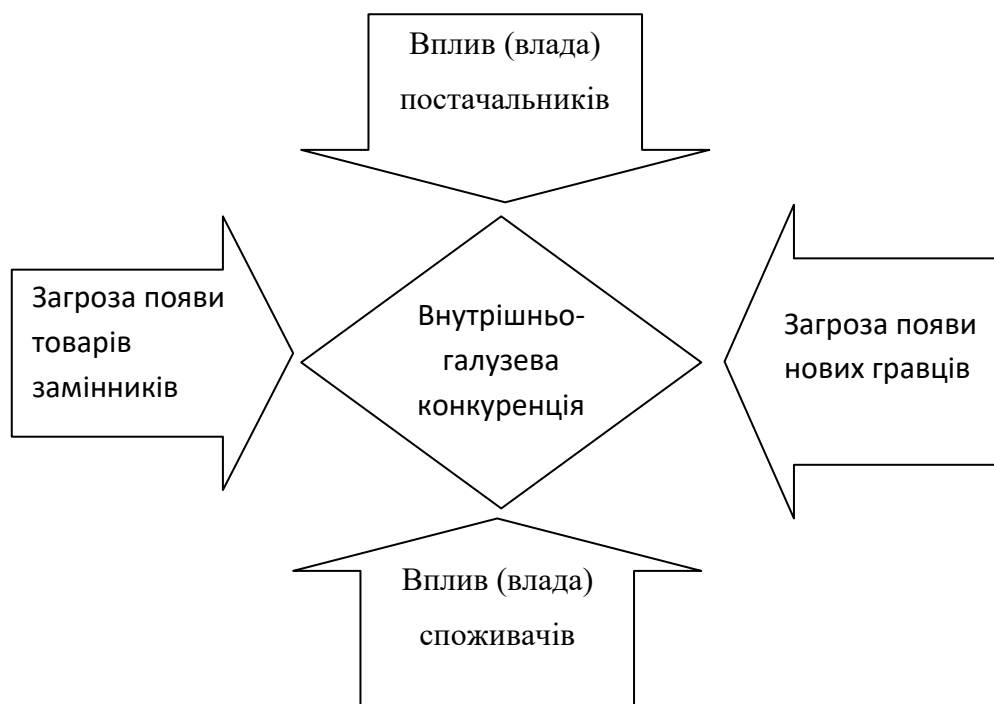 Вплив (влада)
постачальників
Загроза появи
товарів
замінників
Внутрішньо-
галузева
конкуренція
Загроза появи
нових гравців
Вплив (влада)
споживачів